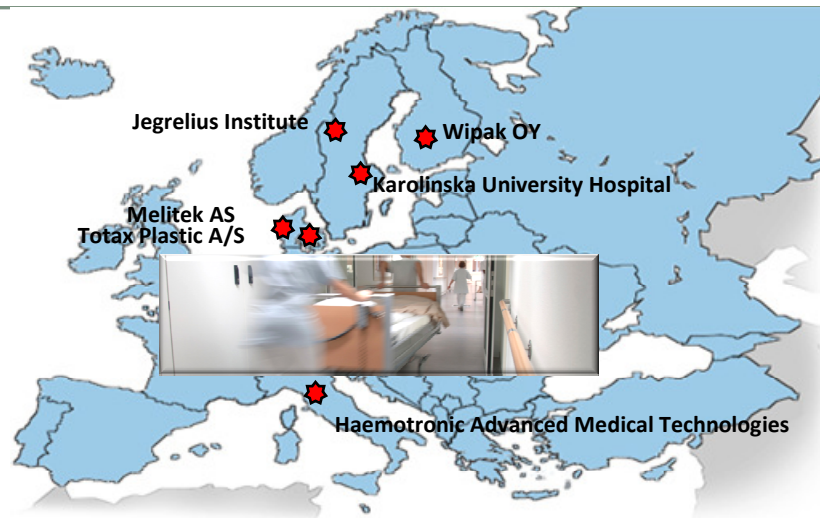 Jegrelius Institute
Wipak OY
Karolinska University Hospital
Melitek AS
Totax Plastic A/S
Haemotronic Advanced Medical Technologies